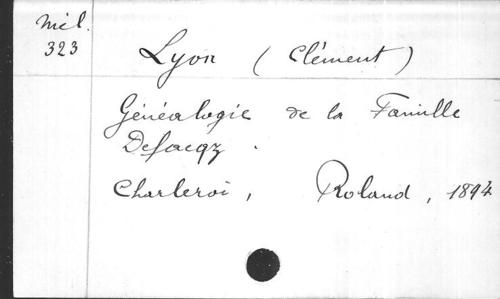 Mél.
323
Lyon (Clément)
Généalogie de la Famille
Defacqz.
Charleroi, Roland, 1894